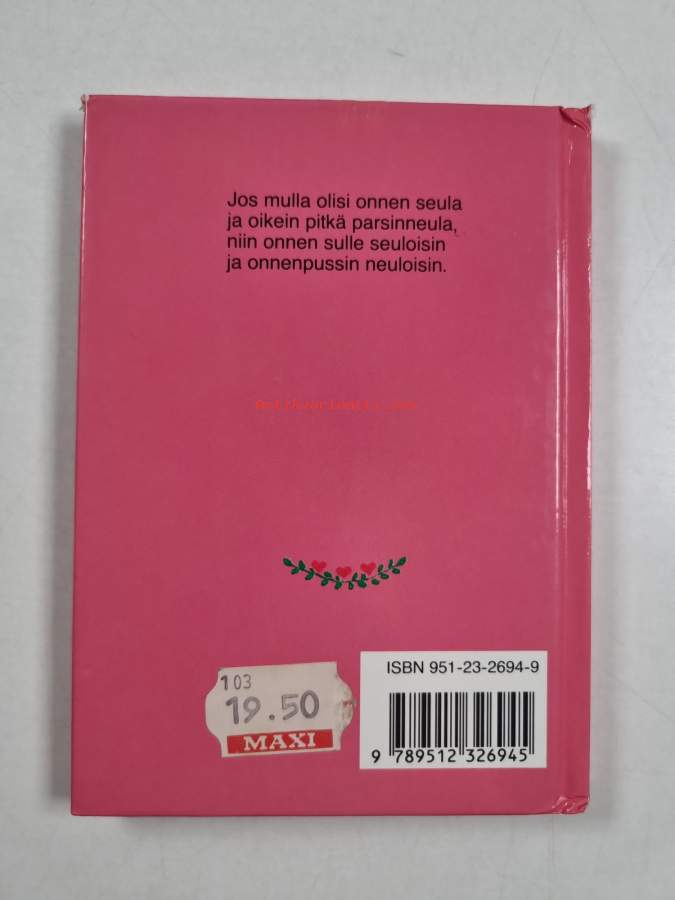 Jos mulla olisi onnen seula
ja oikein pitkä parsinneula,
niin onnen sulle seuloisin
ja onnenpussin neuloisin.
ISBN 951-23-2694-9
103
19.50
MAXI
9 789512 326945